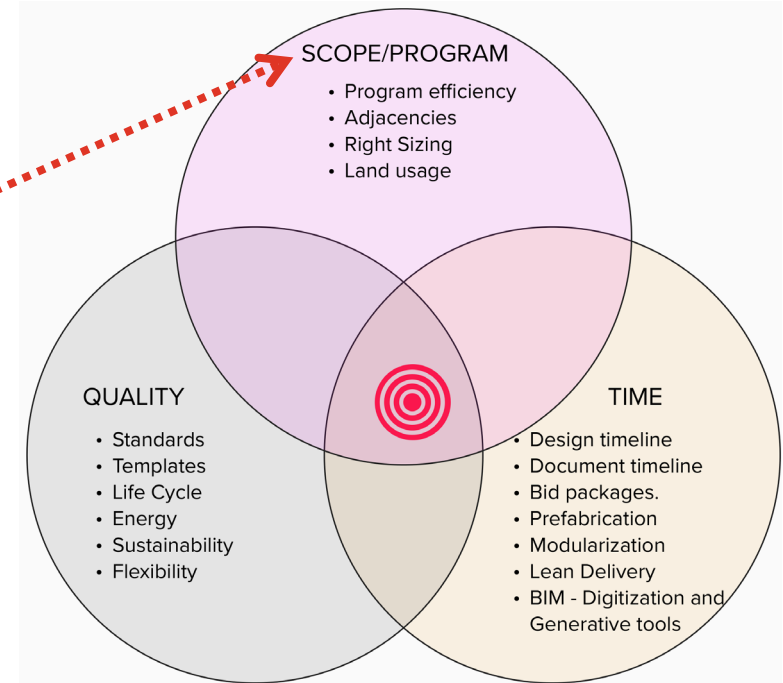 SCOPE/PROGRAM
• Program efficiency
• Adjacencies
• Right Sizing
• Land usage
QUALITY
• Standards
• Templates
• Life Cycle
• Energy
• Sustainability
• Flexibility
TIME
• Design timeline
• Document timeline
• Bid packages.
• Prefabrication
• Modularization
• Lean Delivery
• BIM - Digitization and
Generative tools